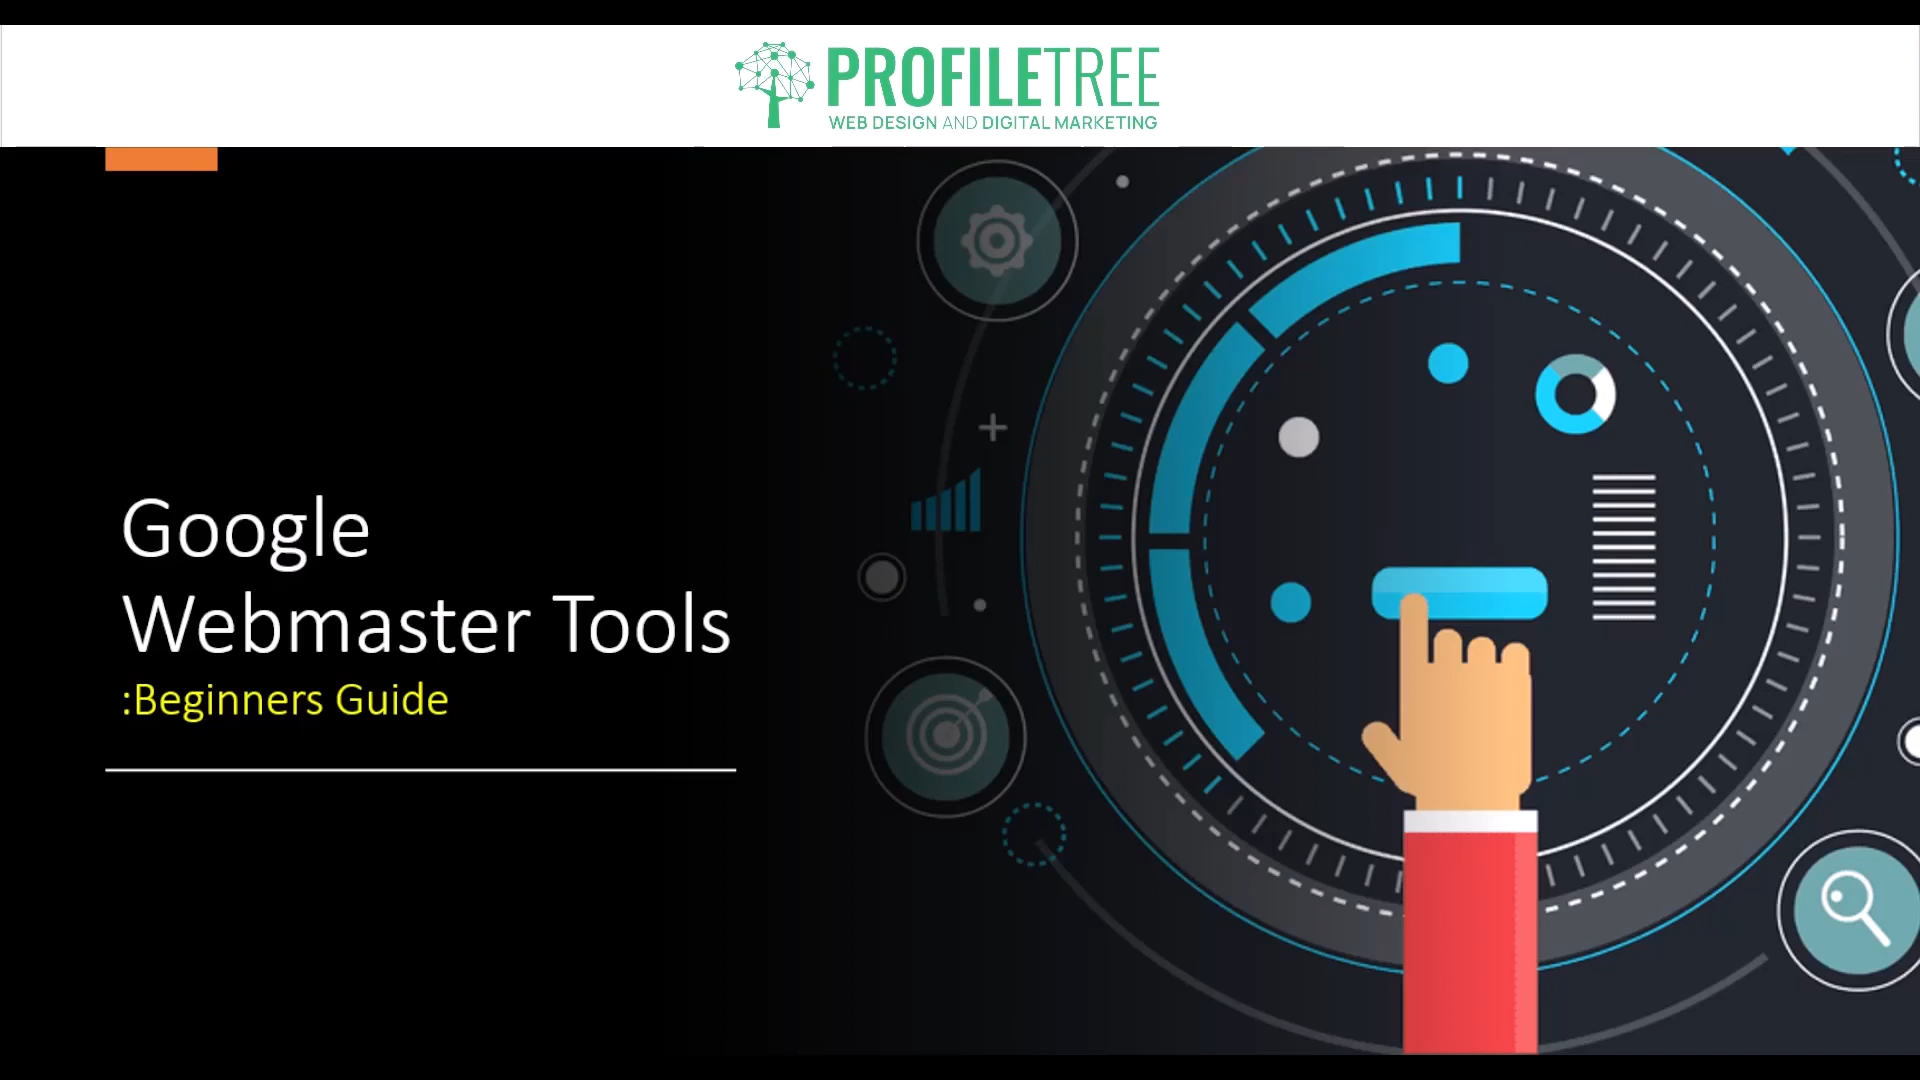 PROFILETREE
WEB DESIGN AND DIGITAL MARKETING
Google
Webmaster Tools
:Beginners Guide